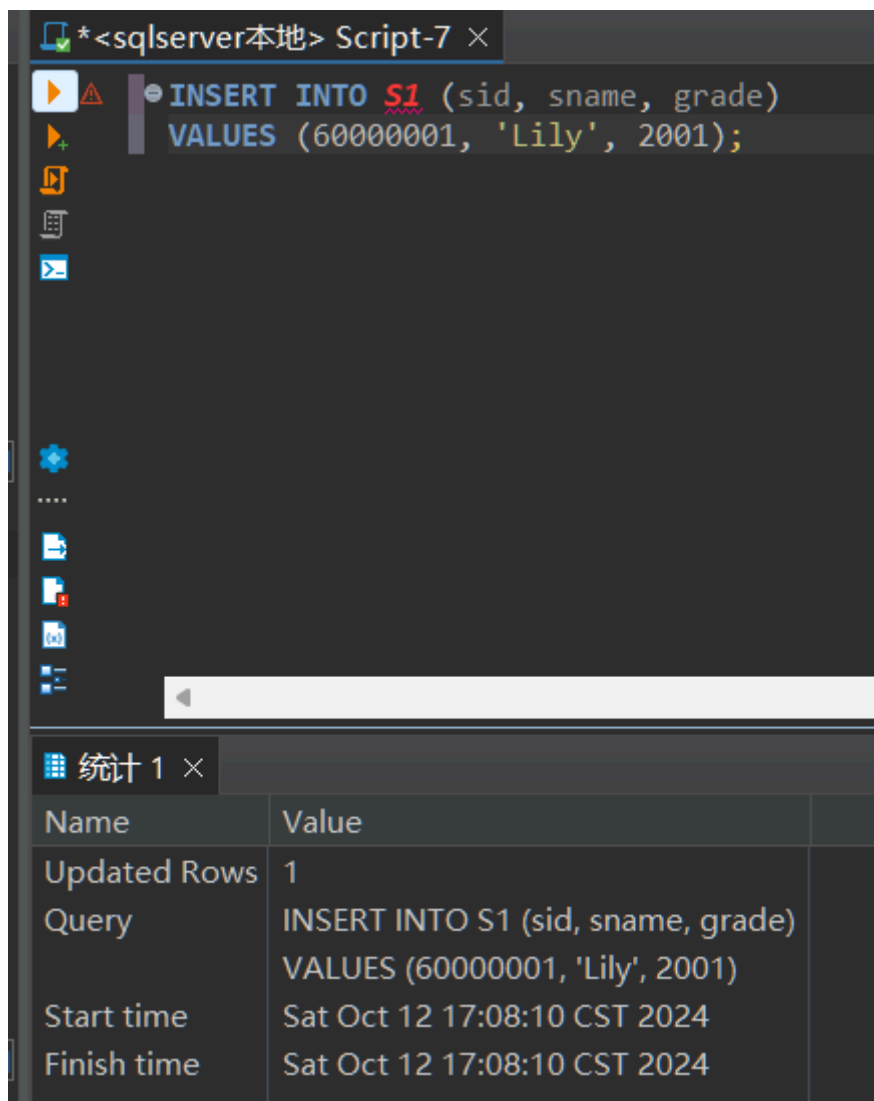 *<sqlserver本地> Script-7
INSERT INTO S1 (sid, sname, grade)
VALUES (60000001, 'Lily', 2001);
统计 1
Name Value
Updated Rows 1
Query INSERT INTO S1 (sid, sname, grade)
VALUES (60000001, 'Lily', 2001)
Start time Sat Oct 12 17:08:10 CST 2024
Finish time Sat Oct 12 17:08:10 CST 2024